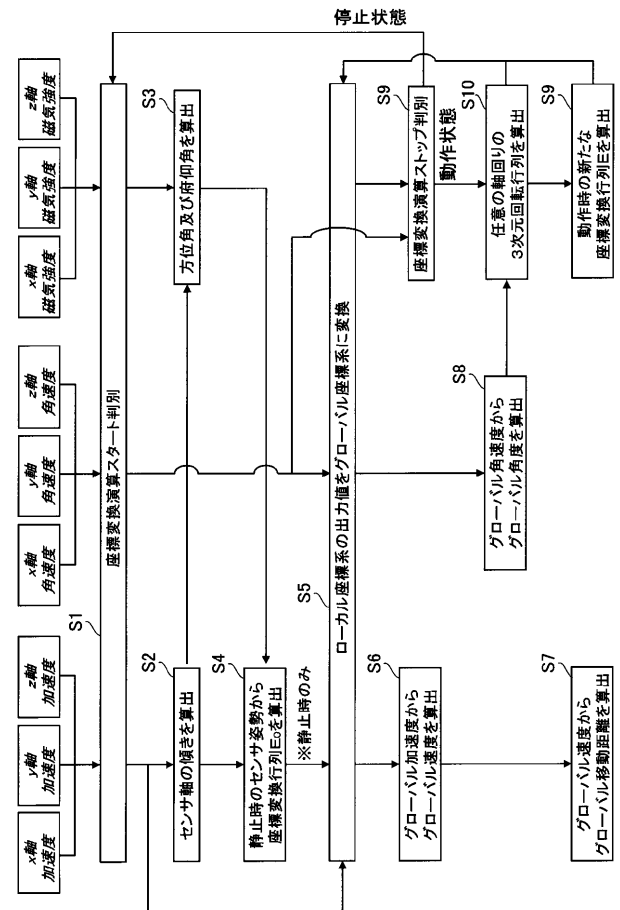 x軸
加速度
y軸
加速度
z軸
加速度
x軸
角速度
y軸
角速度
z軸
角速度
x軸
磁気強度
y軸
磁気強度
z軸
磁気強度
S1
座標変換演算スタート判別
停止状態
S2
センサ軸の傾きを算出
S3
方位角及び府仰角を算出
S4
静止時のセンサ姿勢から
座標変換行列E₀を算出
※静止時のみ
S5
ローカル座標系の出力値をグローバル座標系に変換
S6
グローバル加速度から
グローバル速度を算出
S7
グローバル速度から
グローバル移動距離を算出
S8
グローバル角速度から
グローバル角度を算出
S9
座標変換演算ストップ判別
動作状態
S10
任意の軸回りの
3次元回転行列を算出
S9
動作時の新たな
座標変換行列Eを算出